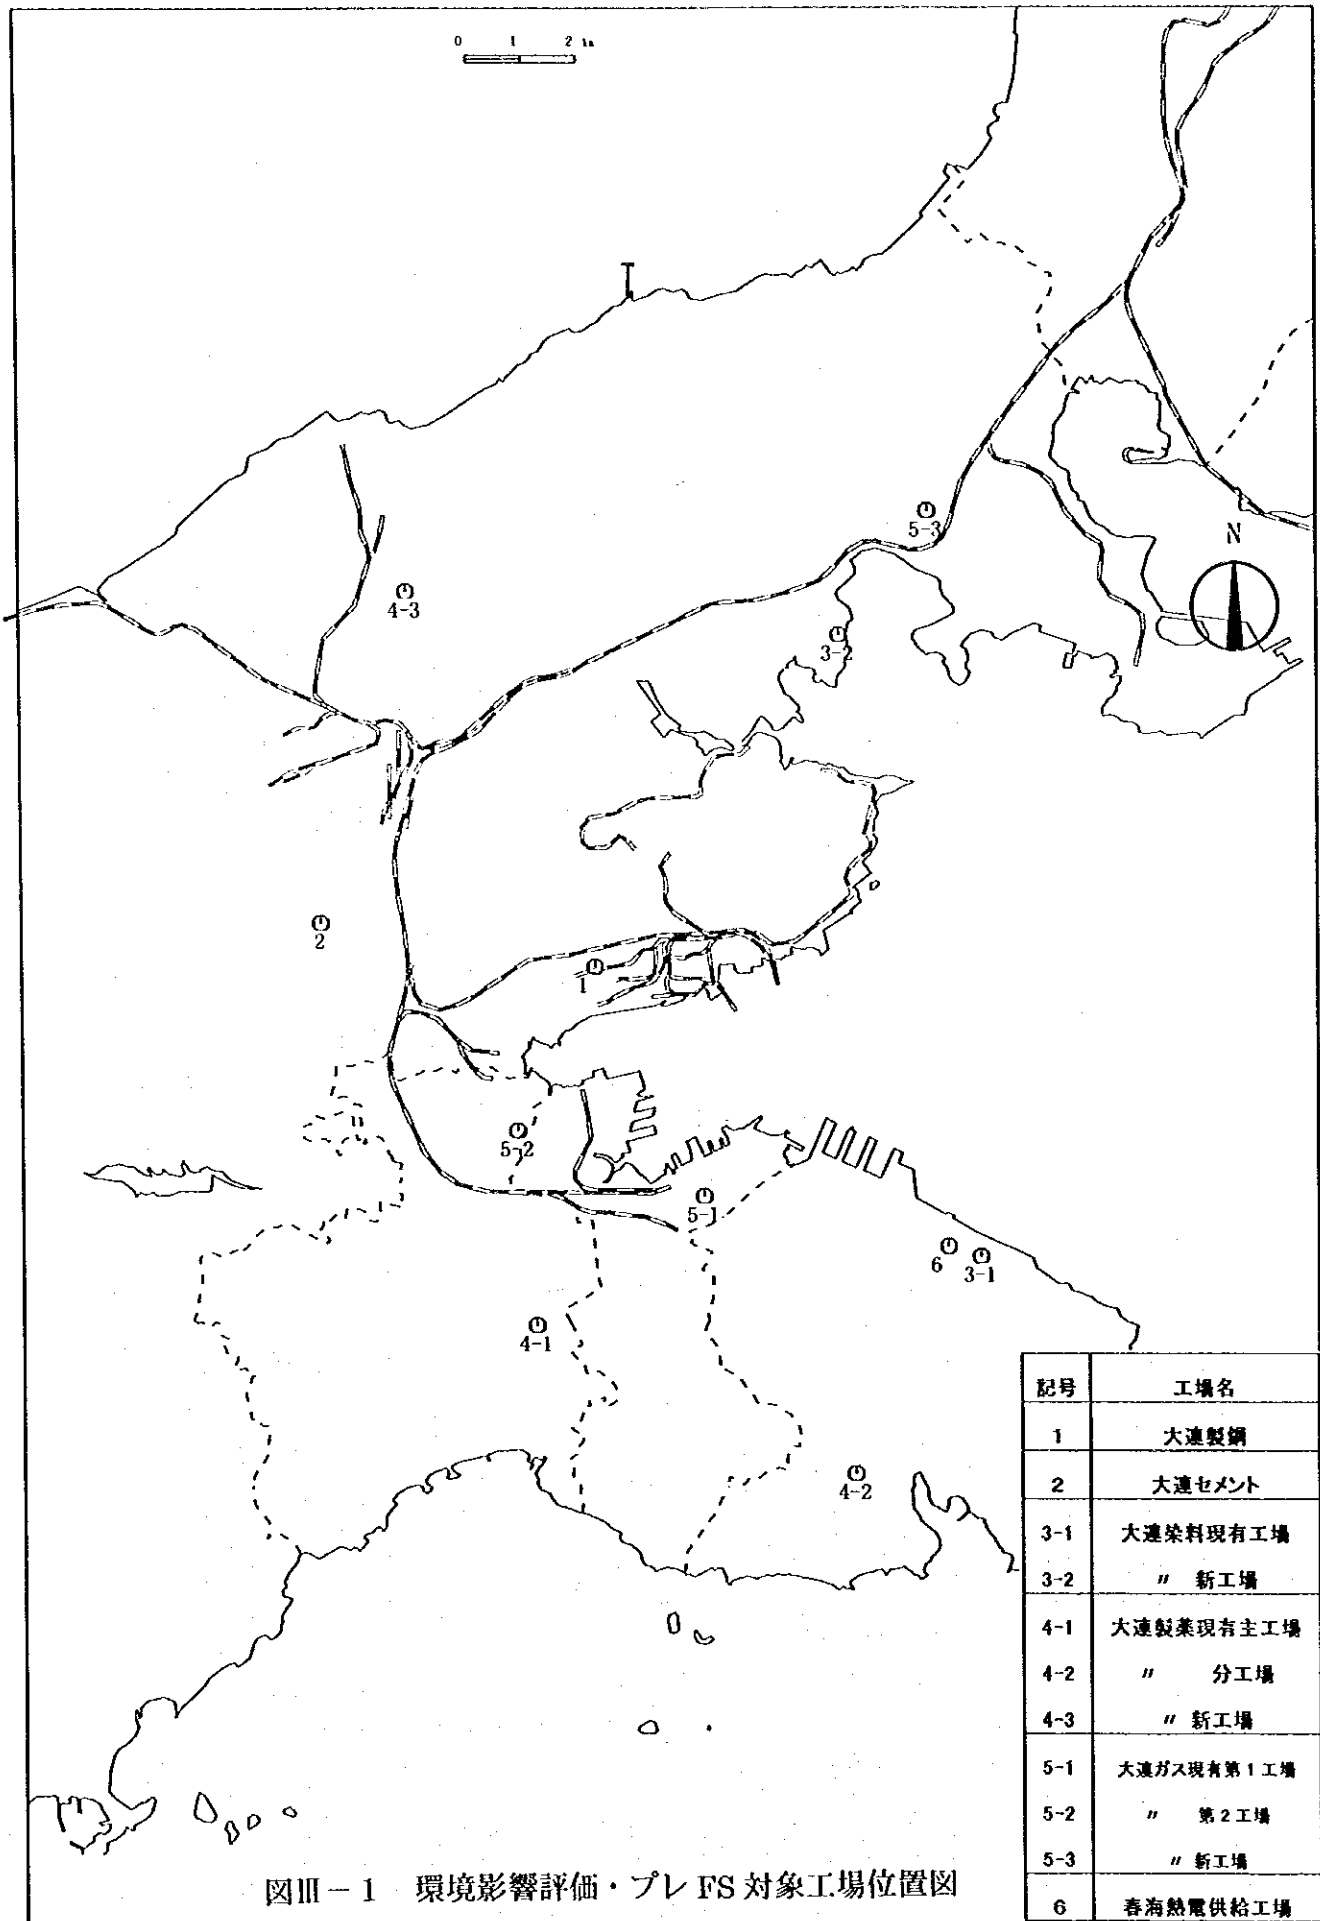 0 1 2 km
5-3
N
4-3
3-2
2
1
5-2
5-1
6
3-1
4-1
4-2
記号 工場名
1 大連製鋼
2 大連セメント
3-1 大連染料現有工場
3-2 〃 新工場
4-1 大連製薬現有主工場
4-2 〃 分工場
4-3 〃 新工場
5-1 大連ガス現有第1工場
5-2 〃 第2工場
5-3 〃 新工場
6 春海熱電供給工場
図Ⅲ-1 環境影響評価・プレFS対象工場位置図